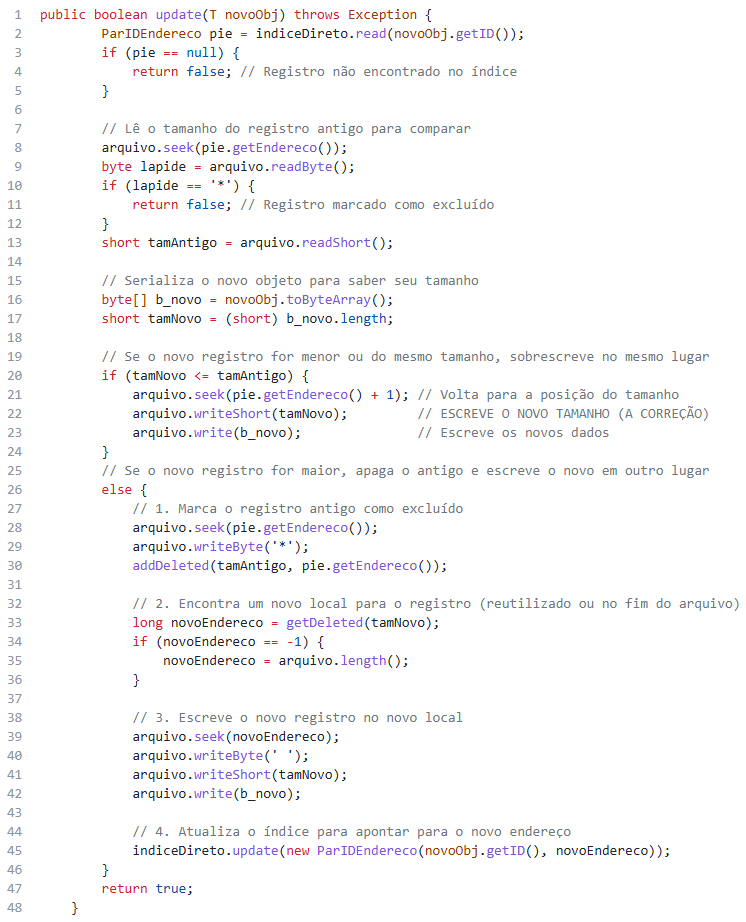 1 public boolean update(T novoObj) throws Exception {
2         ParIDEndereco pie = indiceDireto.read(novoObj.getID());
3         if (pie == null) {
4             return false; // Registro não encontrado no índice
5         }
6
7         // Lê o tamanho do registro antigo para comparar
8         arquivo.seek(pie.getEndereco());
9         byte lapide = arquivo.readByte();
10         if (lapide == '*') {
11             return false; // Registro marcado como excluído
12         }
13         short tamAntigo = arquivo.readShort();
14
15         // Serializa o novo objeto para saber seu tamanho
16         byte[] b_novo = novoObj.toByteArray();
17         short tamNovo = (short) b_novo.length;
18
19         // Se o novo registro for menor ou do mesmo tamanho, sobrescreve no mesmo lugar
20         if (tamNovo <= tamAntigo) {
21             arquivo.seek(pie.getEndereco() + 1); // Volta para a posição do tamanho
22             arquivo.writeShort(tamNovo);         // ESCREVE O NOVO TAMANHO (A CORREÇÃO)
23             arquivo.write(b_novo);               // Escreve os novos dados
24         }
25         // Se o novo registro for maior, apaga o antigo e escreve o novo em outro lugar
26         else {
27             // 1. Marca o registro antigo como excluído
28             arquivo.seek(pie.getEndereco());
29             arquivo.writeByte('*');
30             addDeleted(tamAntigo, pie.getEndereco());
31
32             // 2. Encontra um novo local para o registro (reutilizado ou no fim do arquivo)
33             long novoEndereco = getDeleted(tamNovo);
34             if (novoEndereco == -1) {
35                 novoEndereco = arquivo.length();
36             }
37
38             // 3. Escreve o novo registro no novo local
39             arquivo.seek(novoEndereco);
40             arquivo.writeByte(' ');
41             arquivo.writeShort(tamNovo);
42             arquivo.write(b_novo);
43
44             // 4. Atualiza o índice para apontar para o novo endereço
45             indiceDireto.update(new ParIDEndereco(novoObj.getID(), novoEndereco));
46         }
47         return true;
48     }